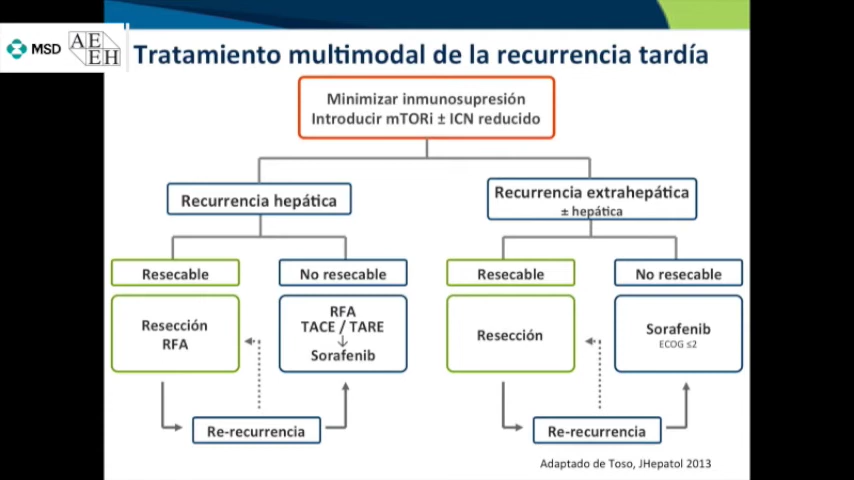 MSD
AE
EH
Tratamiento multimodal de la recurrencia tardía
Minimizar inmunosupresión
Introducir mTORi ± ICN reducido
Recurrencia hepática
Recurrencia extrahepática
± hepática
Resecable
No resecable
Resecable
No resecable
Resección
RFA
RFA
TACE / TARE
↓
Sorafenib
Resección
Sorafenib
ECOG ≤2
Re-recurrencia
Re-recurrencia
Adaptado de Toso, JHepatol 2013